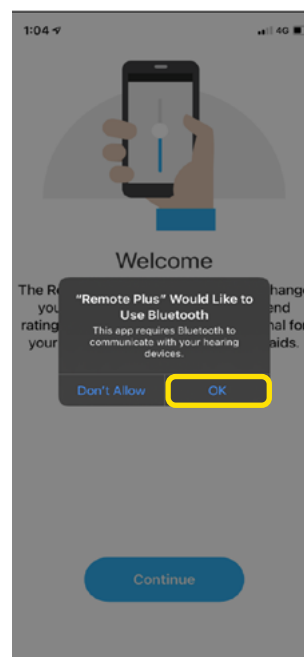 1:04
4G
Welcome
The R
hang
you
end
rating
nal for
your
aids.
"Remote Plus" Would Like to
Use Bluetooth
This app requires Bluetooth to
communicate with your hearing
devices.
Don't Allow
OK
Continue